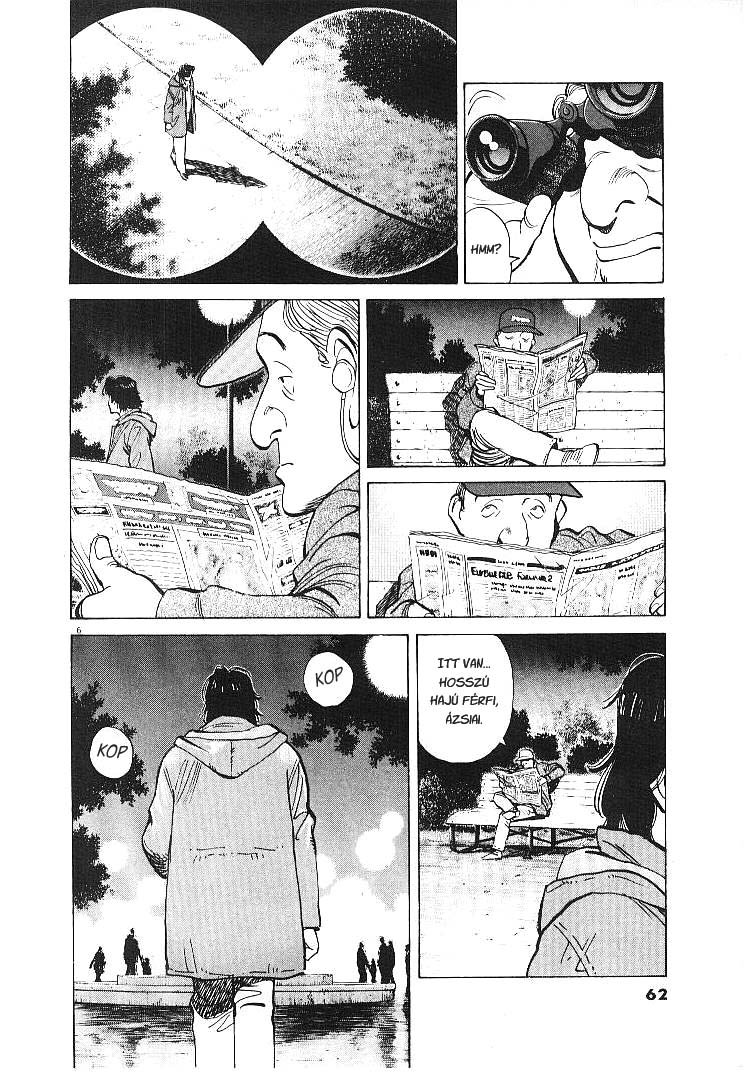 HMM?
6
ITT VAN...
HOSSZÚ
HAJÚ FÉRFI,
ÁZSIAI.
KOP
KOP
62